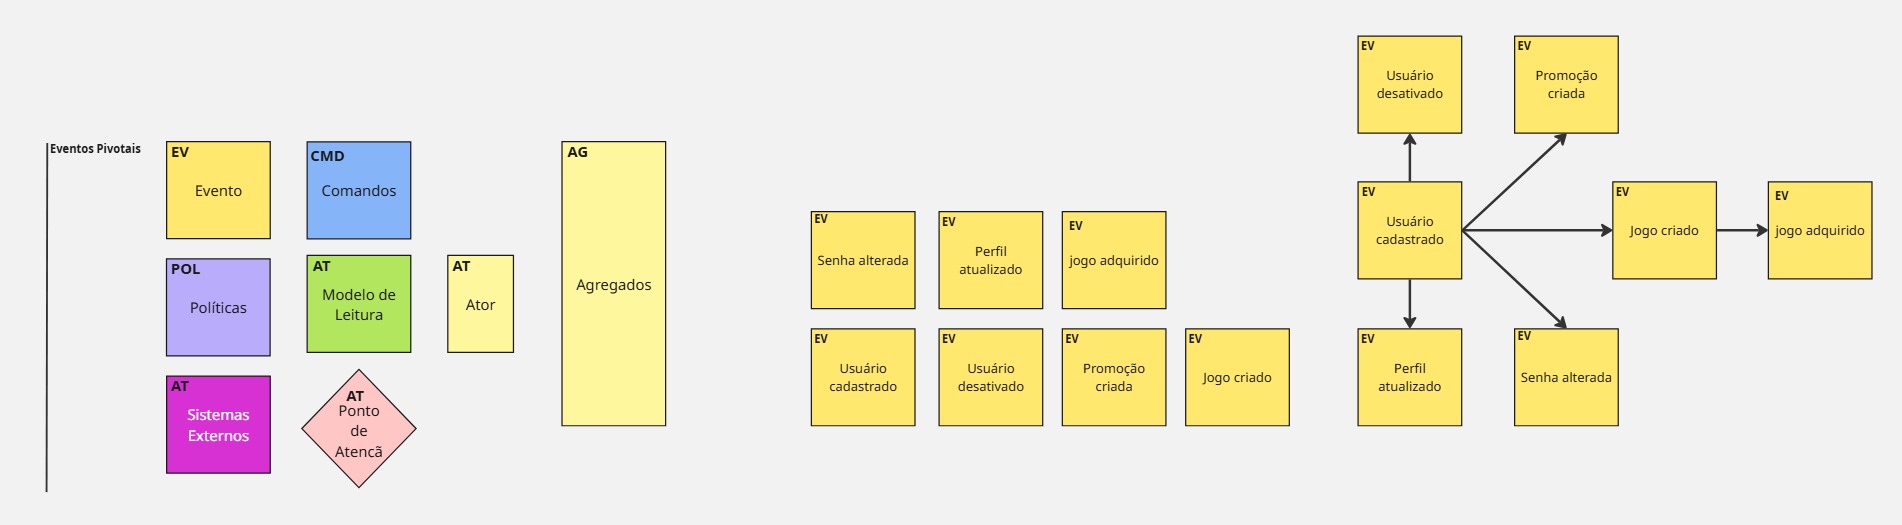 Eventos Pivotais
EV
Evento
CMD
Comandos
POL
Políticas
AT
Modelo de
Leitura
AT
Ator
AT
Sistemas
Externos
AT
Ponto
de
Atencã
AG
Agregados
EV
Senha alterada
EV
Perfil
atualizado
EV
jogo adquirido
EV
Usuário
cadastrado
EV
Usuário
desativado
EV
Promoção
criada
EV
Jogo criado
EV
Usuário
desativado
EV
Promoção
criada
EV
Usuário
cadastrado
EV
Jogo criado
EV
jogo adquirido
EV
Perfil
atualizado
EV
Senha alterada